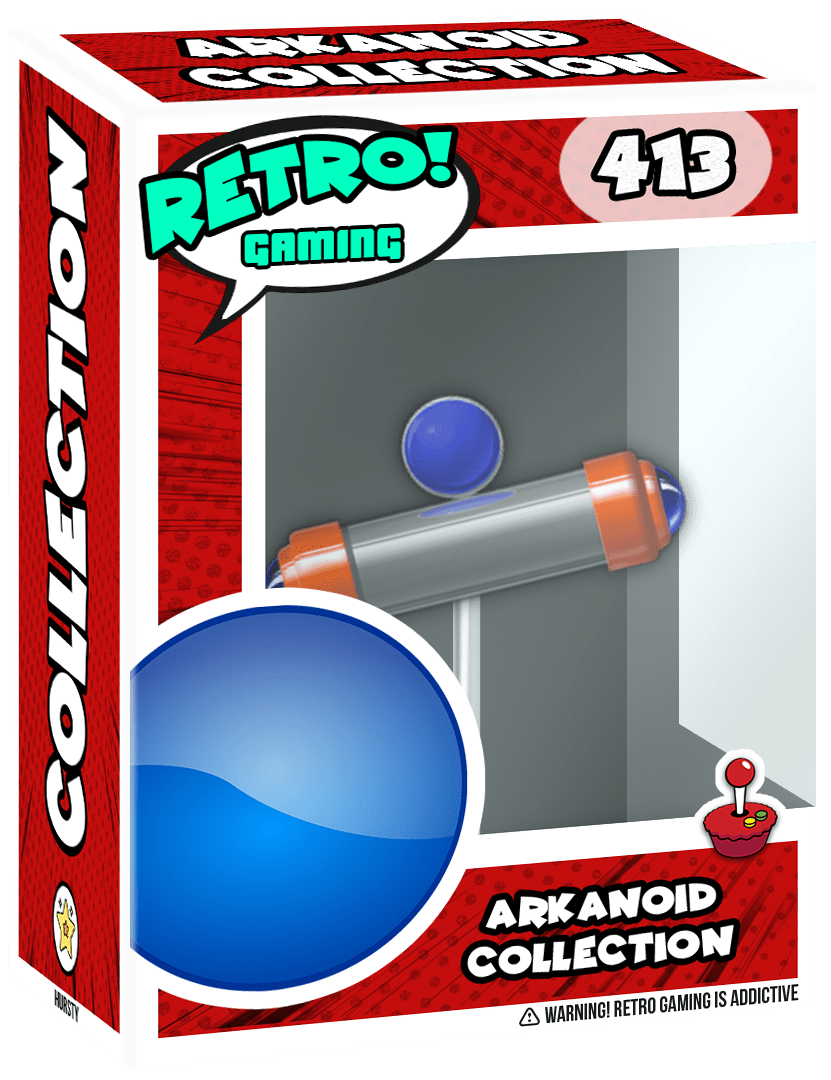 ARKANOID
COLLECTION
RETRO!
GAMING
413
COLLECTION
HURSTY
ARKANOID
COLLECTION
WARNING! RETRO GAMING IS ADDICTIVE